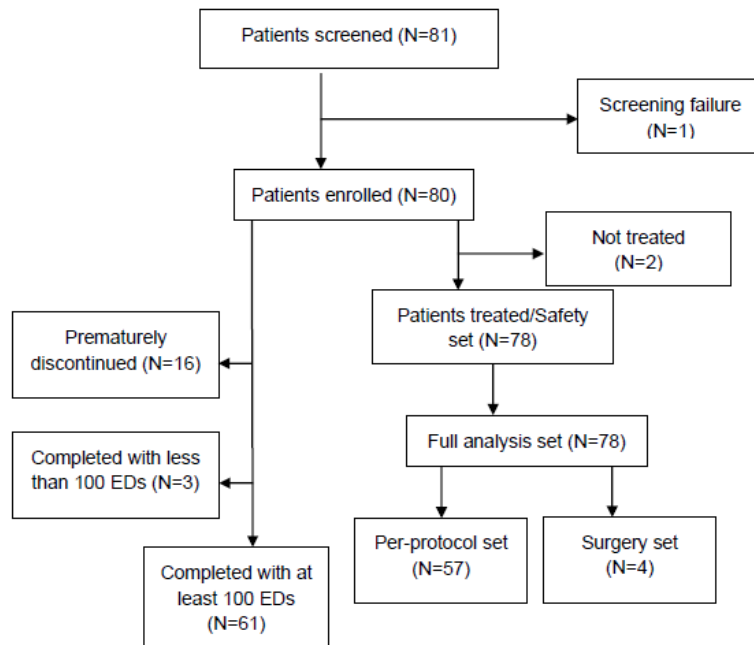 Patients screened (N=81)
Screening failure
(N=1)
Patients enrolled (N=80)
Not treated
(N=2)
Patients treated/Safety
set (N=78)
Prematurely
discontinued (N=16)
Full analysis set (N=78)
Completed with less
than 100 EDs (N=3)
Per-protocol set
(N=57)
Surgery set
(N=4)
Completed with at
least 100 EDs
(N=61)